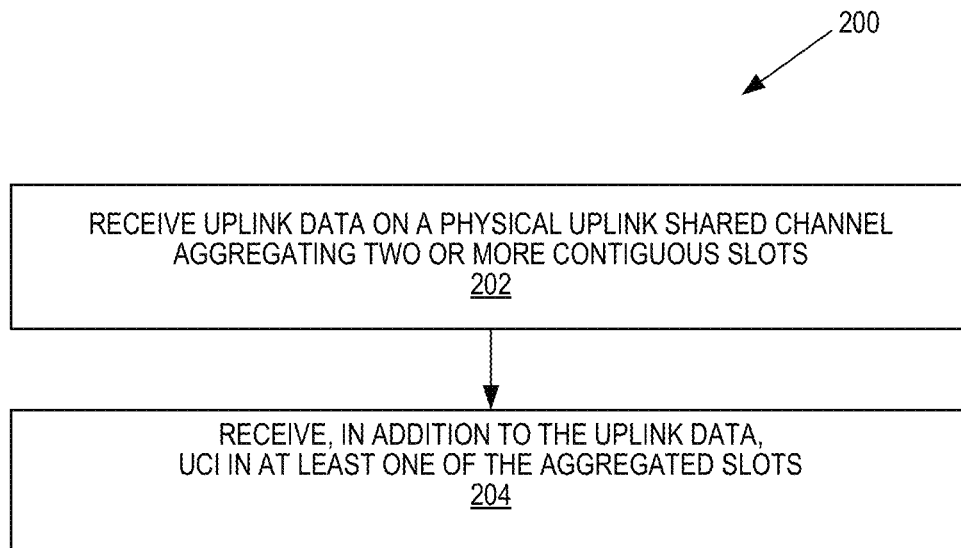 200
RECEIVE UPLINK DATA ON A PHYSICAL UPLINK SHARED CHANNEL
AGGREGATING TWO OR MORE CONTIGUOUS SLOTS
202
RECEIVE, IN ADDITION TO THE UPLINK DATA,
UCI IN AT LEAST ONE OF THE AGGREGATED SLOTS
204